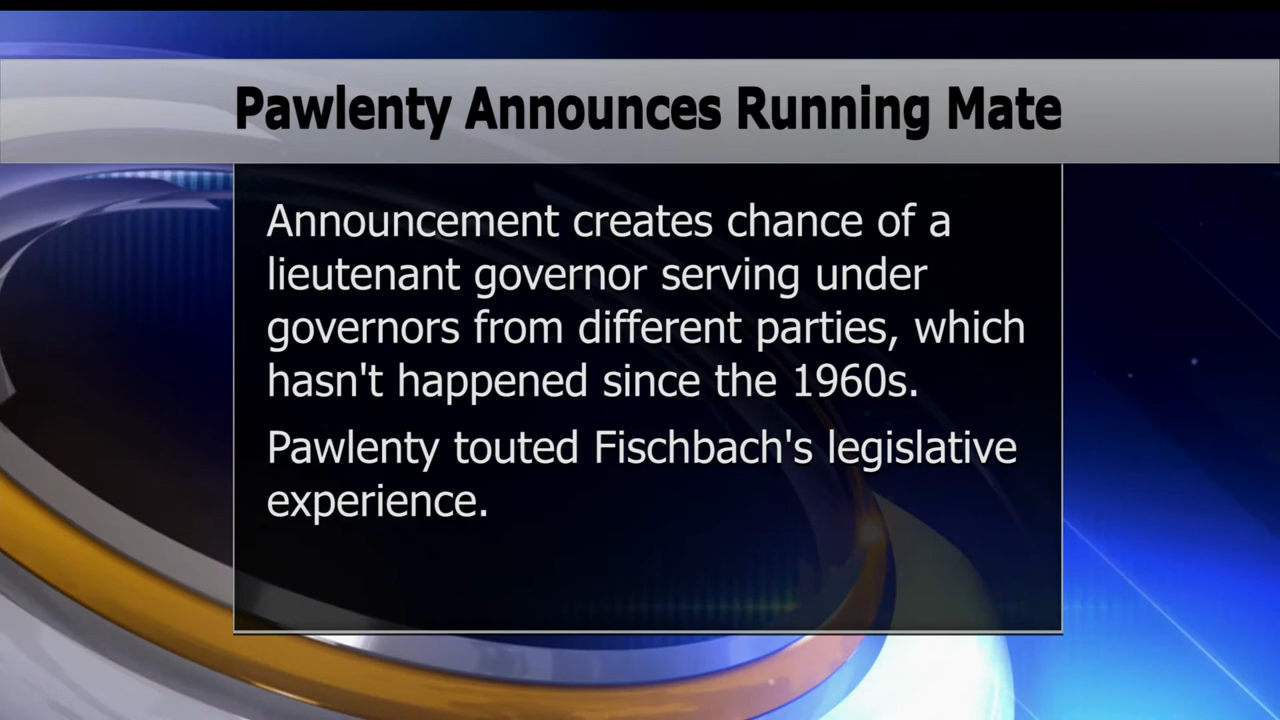 Pawlenty Announces Running Mate
Announcement creates chance of a
lieutenant governor serving under
governors from different parties, which
hasn't happened since the 1960s.
Pawlenty touted Fischbach's legislative
experience.